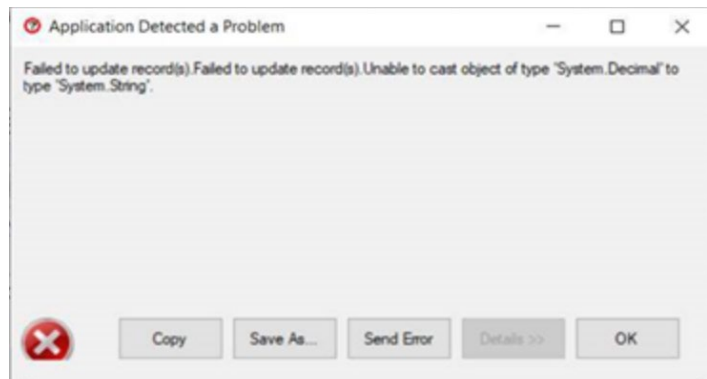 Application Detected a Problem
Failed to update record(s).Failed to update record(s).Unable to cast object of type 'System.Decimal' to
type 'System.String'.
Copy
Save As...
Send Error
Details >>
OK